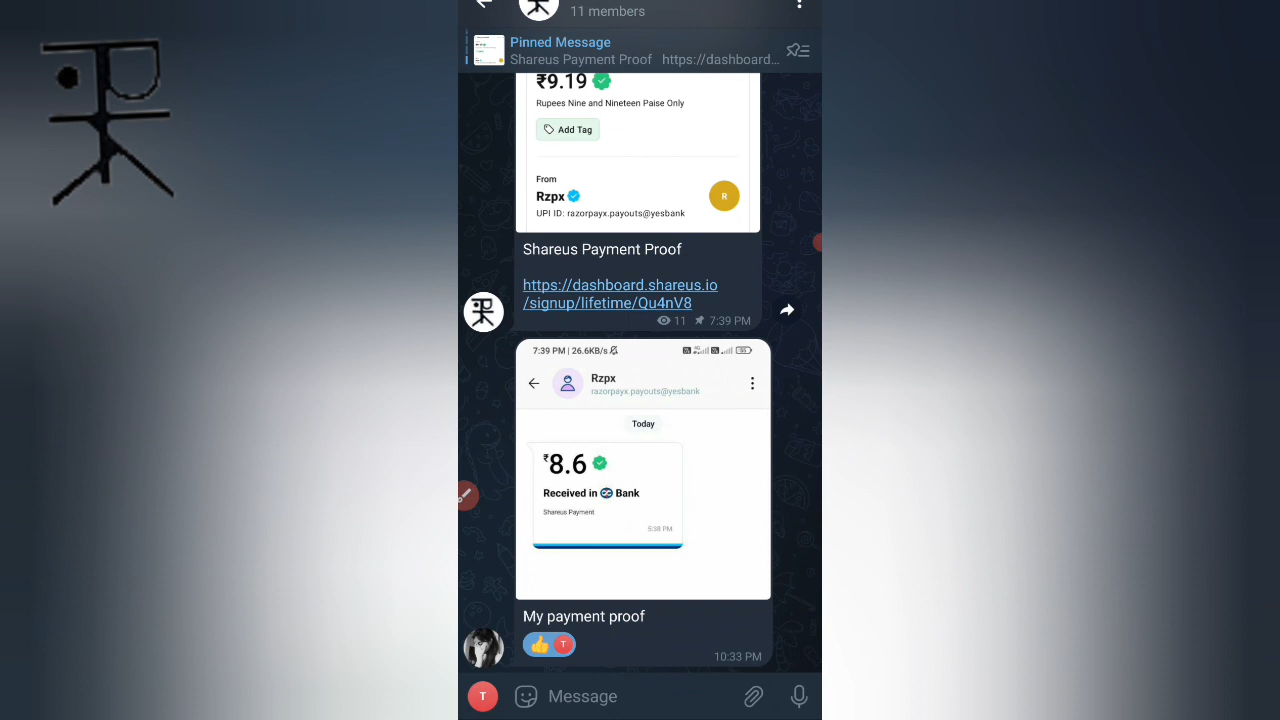 11 members
Pinned Message
Shareus Payment Proof https://dashboard...
₹9.19
Rupees Nine and Nineteen Paise Only
Add Tag
From
Rzpx
R
UPI ID: razorpayx.payouts@yesbank
Shareus Payment Proof
https://dashboard.shareus.io
/signup/lifetime/Qu4nV8
11 7:39 PM
7:39 PM | 26.6KB/s
Rzpx
razorpayx.payouts@yesbank
Today
₹8.6
Received in Bank
Shareus Payment
5:38 PM
My payment proof
T
10:33 PM
T
Message